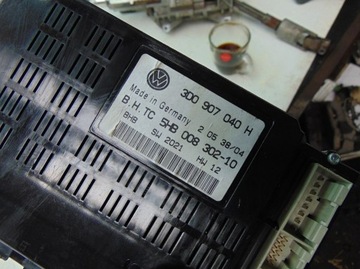 3D0 907 040 H
Made in Germany 2 05 38/04
B.H.TC 5HB 008 302-10
BHB SW 2021 HW 12